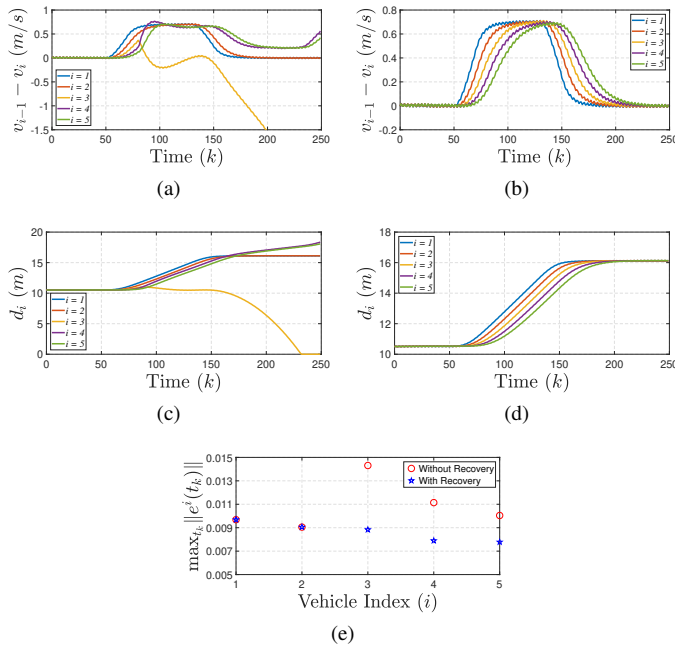 1
0.5
0
-0.5
-1
-1.5
v_{i-1} − v_i (m/s)
i = 1
i = 2
i = 3
i = 4
i = 5
0 50 100 150 200 250
Time (k)
(a)
0.8
0.6
0.4
0.2
0
0.2
v_{i-1} − v_i (m/s)
i = 1
i = 2
i = 3
i = 4
i = 5
0 50 100 150 200 250
Time (k)
(b)
20
15
10
5
0
d_i (m)
i = 1
i = 2
i = 3
i = 4
i = 5
0 50 100 150 200 250
Time (k)
(c)
18
16
14
12
10
d_i (m)
i = 1
i = 2
i = 3
i = 4
i = 5
0 50 100 150 200 250
Time (k)
(d)
0.015
0.013
0.011
0.009
0.007
0.005
max_{t_k} ‖e^i(t_k)‖
Without Recovery
With Recovery
1 2 3 4 5
Vehicle Index (i)
(e)